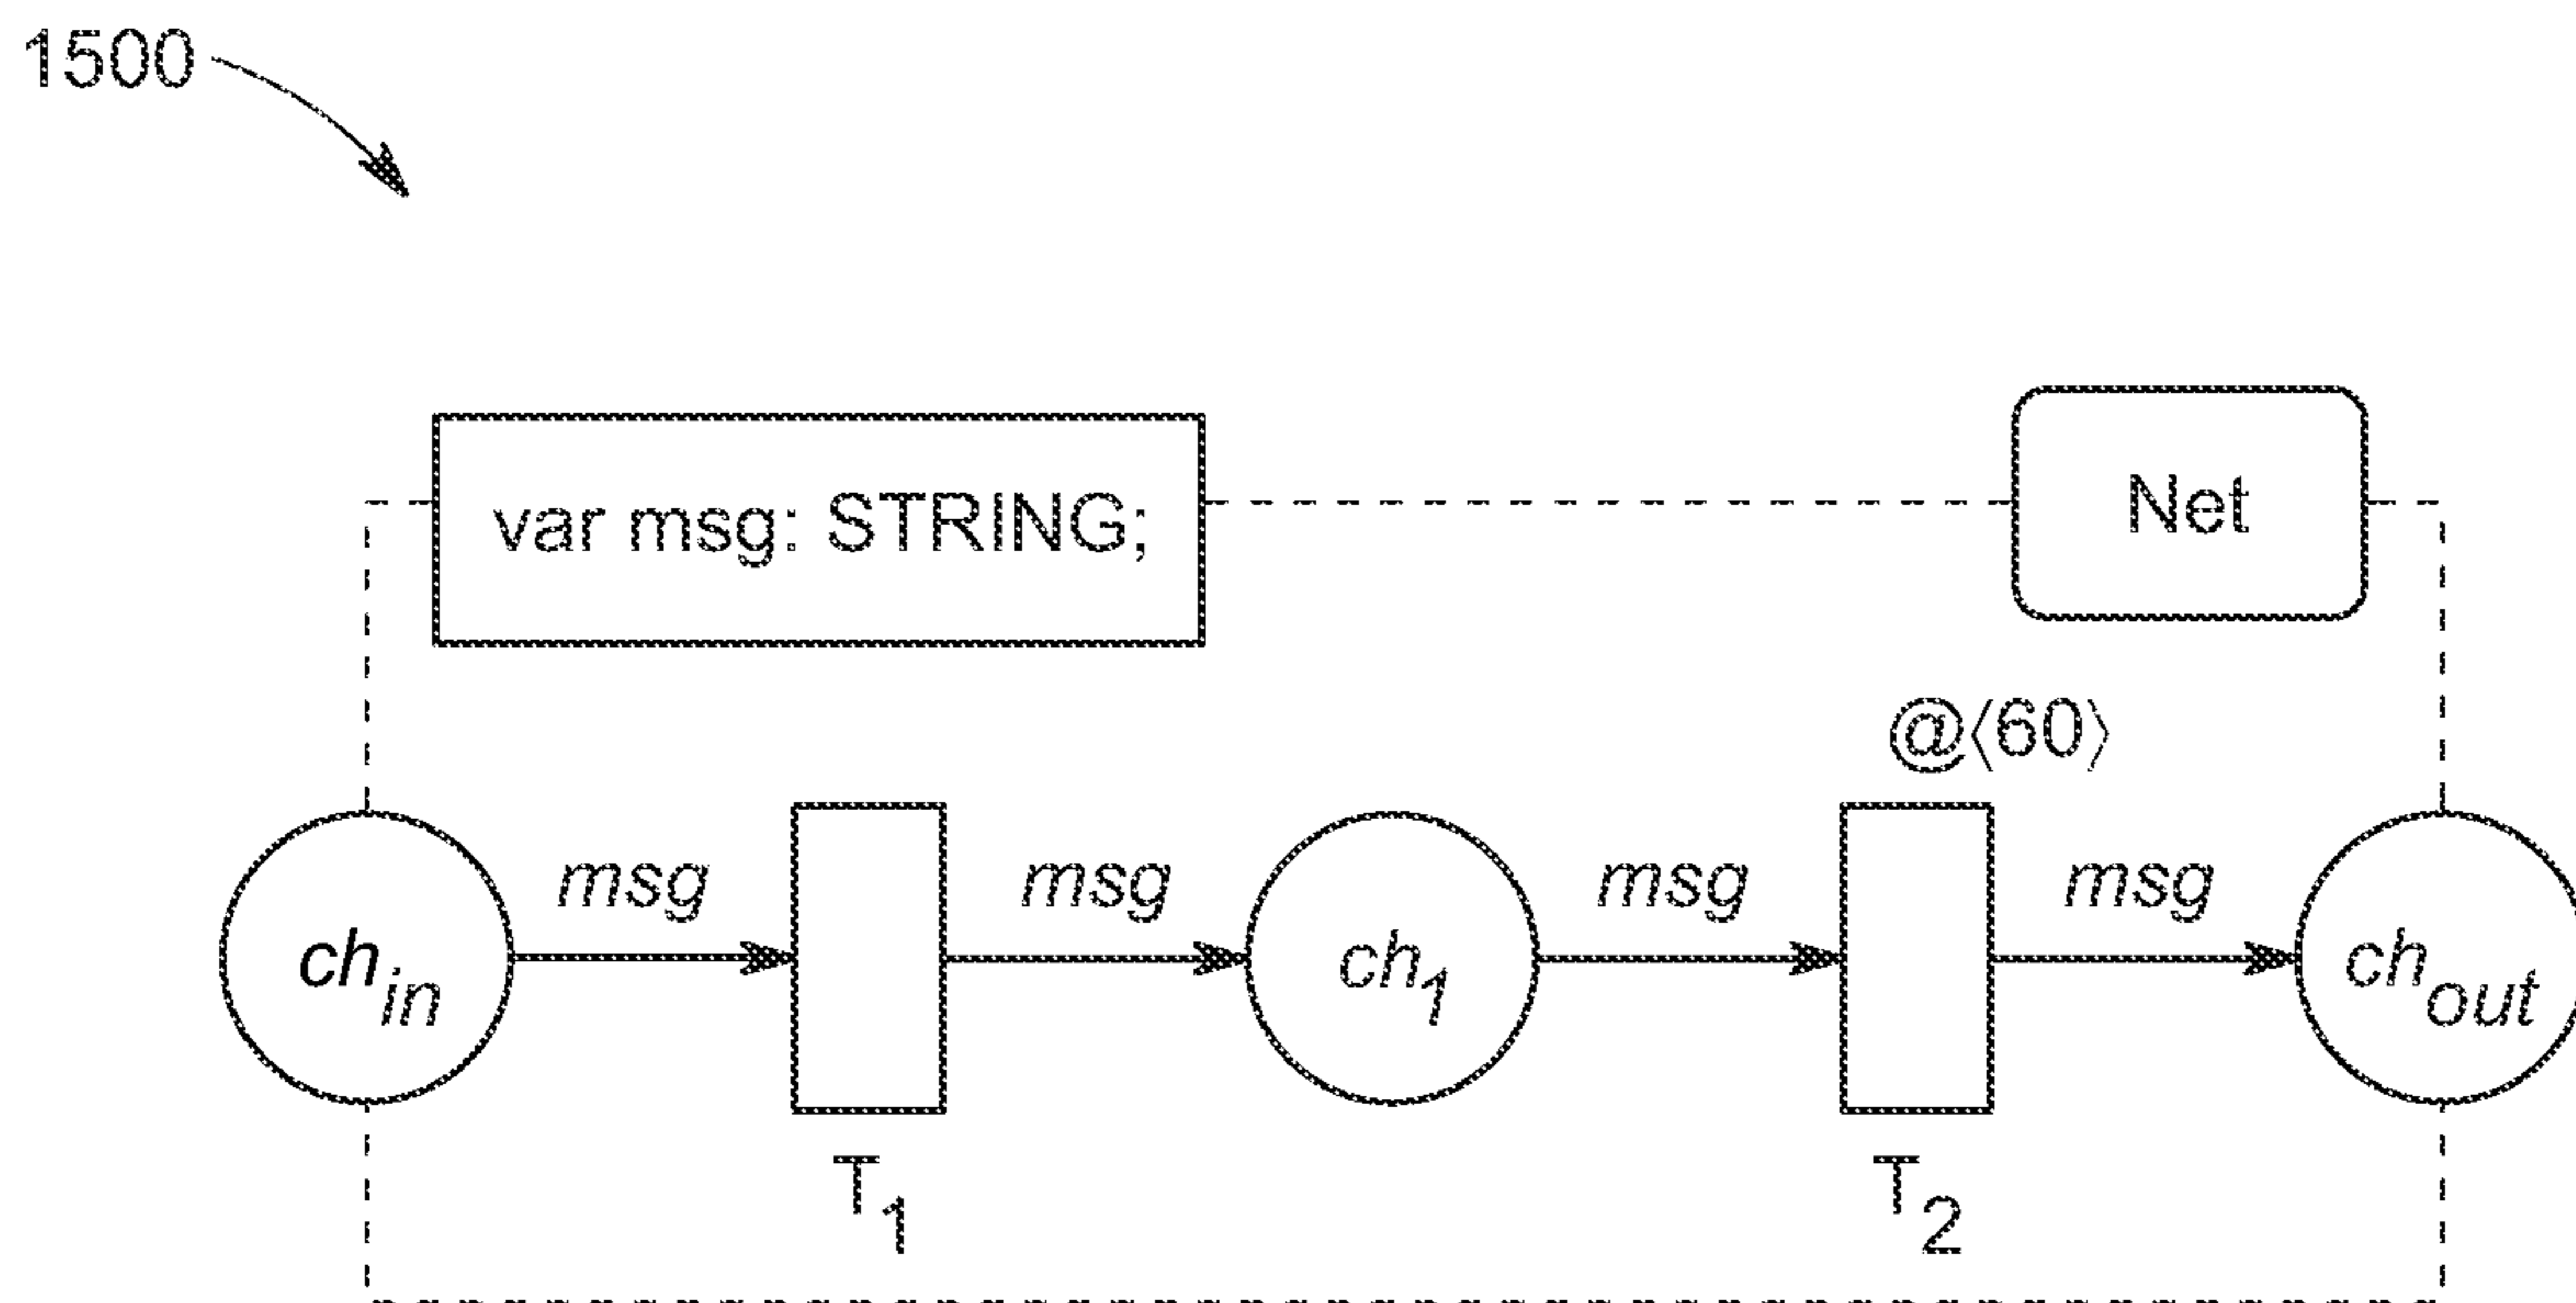 1500
var msg: STRING;
Net
@⟨60⟩
ch_in msg msg ch_1 msg msg ch_out
T_1 T_2